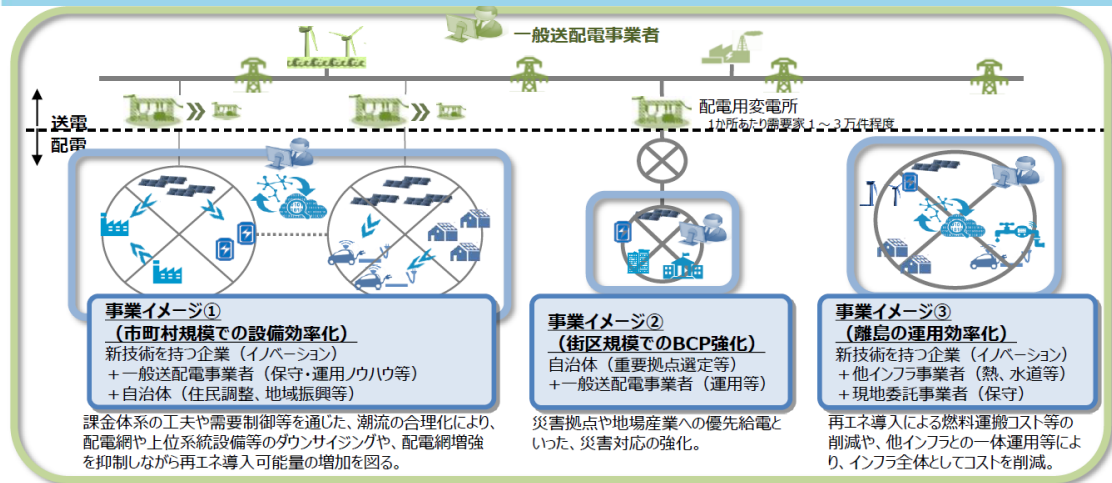 一般送配電事業者
配電用変電所
1か所あたり需要家1～3万件程度
送電
配電
事業イメージ①
（市町村規模での設備効率化）
新技術を持つ企業（イノベーション）
＋一般送配電事業者（保守・運用ノウハウ等）
＋自治体（住民調整、地域振興等）
課金体系の工夫や需要制御等を通じた、潮流の合理化により、
配電網や上位系統設備等のダウンサイジングや、配電網増強
を抑制しながら再エネ導入可能量の増加を図る。
事業イメージ②
（街区規模でのBCP強化）
自治体（重要拠点選定等）
＋一般送配電事業者（運用等）
災害拠点や地場産業への優先給電と
いった、災害対応の強化。
事業イメージ③
（離島の運用効率化）
新技術を持つ企業（イノベーション）
＋他インフラ事業者（熱、水道等）
＋現地委託事業者（保守）
再エネ導入による燃料運搬コスト等の
削減や、他インフラとの一体運用等によ
り、インフラ全体としてコストを削減。